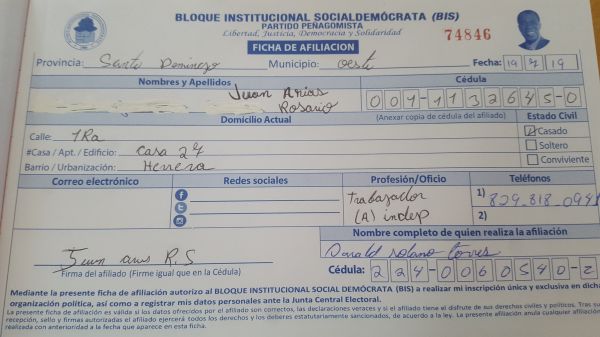 BLOQUE INSTITUCIONAL SOCIALDEMÓCRATA (BIS)
PARTIDO PEÑAGOMISTA
Libertad, Justicia, Democracia y Solidaridad
74846
FICHA DE AFILIACION
Provincia: Santo Domingo Municipio: oeste Fecha: 19 19
Nombres y Apellidos Cédula
Juan Arias
Rosario
001-1132645-0
Domicilio Actual (Anexar copia de cédula del afiliado) Estado Civil
Calle: 1Ra
Casado
#Casa / Apt. / Edificio: Casa 24
Soltero
Barrio / Urbanización: Herrera
Conviviente
Correo electrónico Redes sociales Profesión/Oficio Teléfonos
Trabajador
(A) indep
1) 829-818-0941
2)
Nombre completo de quien realiza la afiliación
solano torres
Juan R.S
Firma del afiliado (Firme igual que en la Cédula)
Cédula: 224-0060540-2
Mediante la presente ficha de afiliación autorizo al BLOQUE INSTITUCIONAL SOCIAL DEMÓCRATA (BIS) a realizar mi inscripción única y exclusiva en dicha
organización política, así como a registrar mis datos personales ante la Junta Central Electoral.
La presente ficha de afiliación es válida si los datos ofrecidos por el afiliado son correctos, las declaraciones veraces y si el afiliado tiene el disfrute de sus derechos civiles y políticos. Tras su
recepción, sello y firmas autorizadas el afiliado ejercerá todos los derechos y los deberes estatutariamente sancionados, de acuerdo a la ley. La presente afiliación anula cualquier afiliación
realizada con anterioridad a la fecha que aparece en esta ficha.